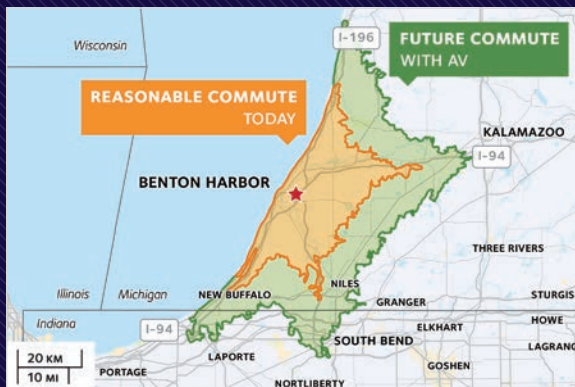 Wisconsin
I-196
FUTURE COMMUTE
WITH AV
REASONABLE COMMUTE
TODAY
KALAMAZOO
I-94
BENTON HARBOR
THREE RIVERS
Illinois
Michigan
NEW BUFFALO
NILES
STURGIS
GRANGER
Indiana
I-94
HOWE
ELKHART
SOUTH BEND
LAGRANG
20 KM
10 MI
LAPORTE
PORTAGE
GOSHEN
NORTLIBERTY